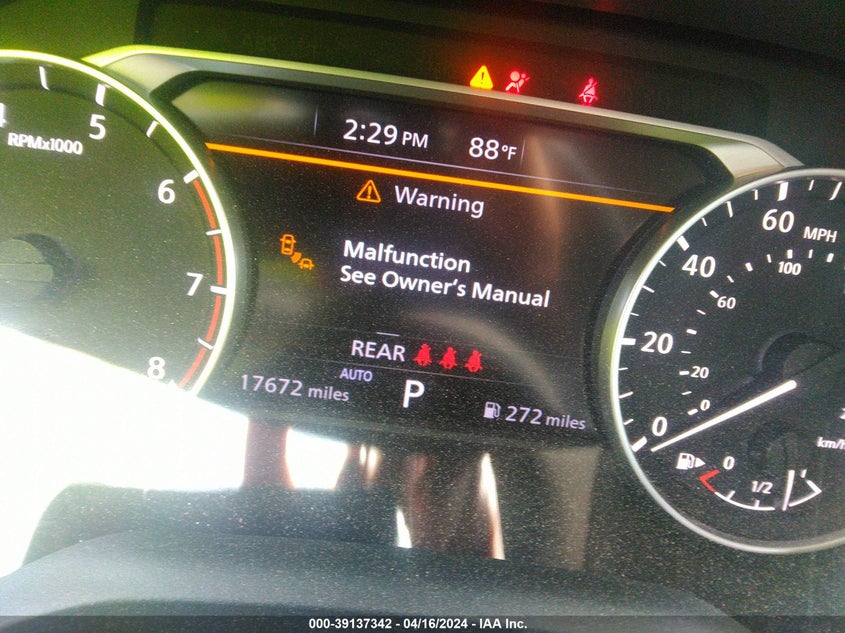 RPMx1000
5
6
7
8
2:29 PM
88°F
Warning
Malfunction
See Owner's Manual
REAR
AUTO
17672 miles
P
272 miles
60 MPH
40
100
60
20
20
0
0
km/h
0
1/2
000-39137342 - 04/16/2024 - IAA Inc.